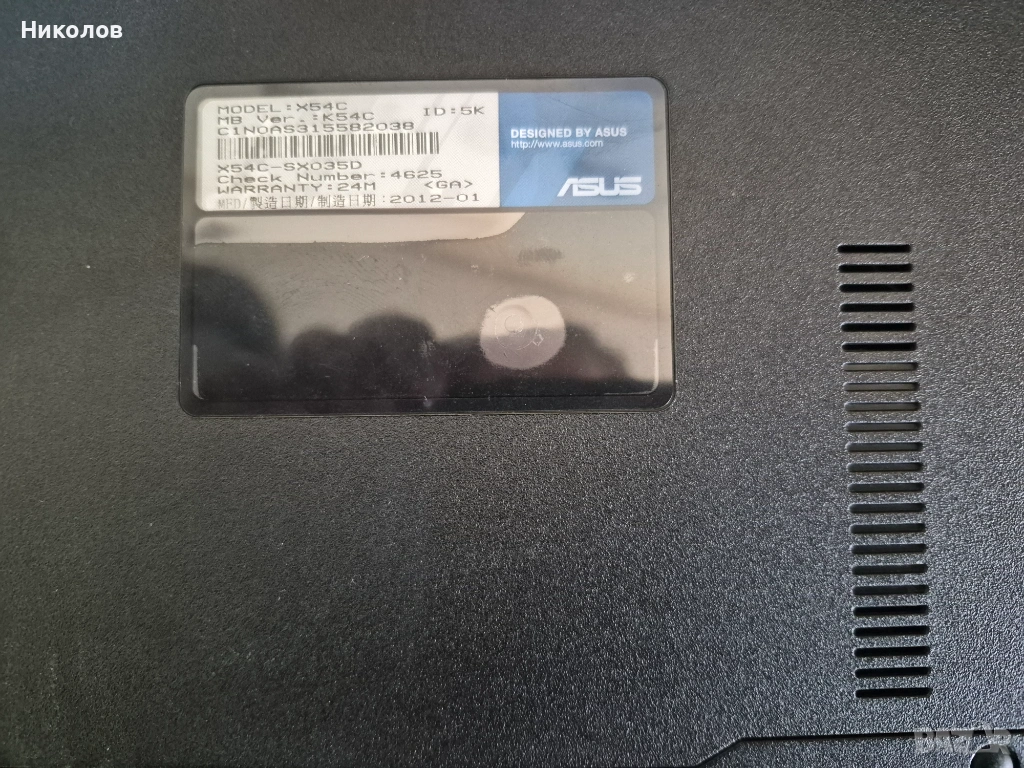 Николов
MODEL:X54C ID:5K
MB Ver.:K54C
C1N0AS315582038
X54C-SX035D
Check Number:4625
WARRANTY:24M <GA>
MFD/製造日期/制造日期:2012-01
DESIGNED BY ASUS
http://www.asus.com
ASUS